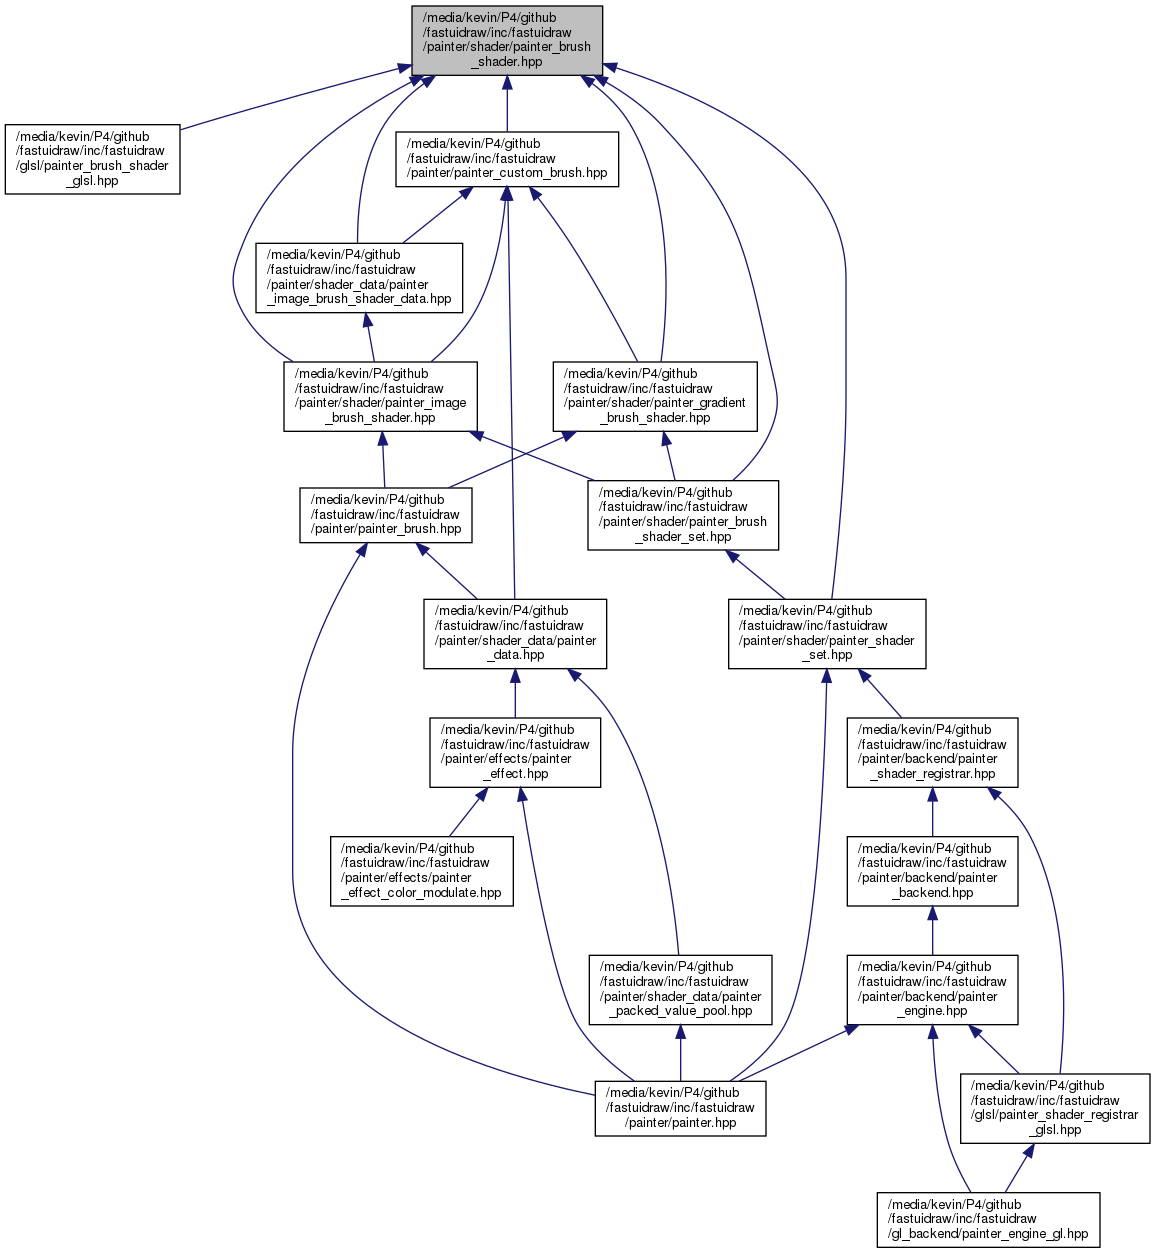 /media/kevin/P4/github
/fastuidraw/inc/fastuidraw
/painter/shader/painter_brush
_shader.hpp
/media/kevin/P4/github
/fastuidraw/inc/fastuidraw
/glsl/painter_brush_shader
_glsl.hpp
/media/kevin/P4/github
/fastuidraw/inc/fastuidraw
/painter/painter_custom_brush.hpp
/media/kevin/P4/github
/fastuidraw/inc/fastuidraw
/painter/shader_data/painter
_image_brush_shader_data.hpp
/media/kevin/P4/github
/fastuidraw/inc/fastuidraw
/painter/shader/painter_image
_brush_shader.hpp
/media/kevin/P4/github
/fastuidraw/inc/fastuidraw
/painter/shader/painter_gradient
_brush_shader.hpp
/media/kevin/P4/github
/fastuidraw/inc/fastuidraw
/painter/painter_brush.hpp
/media/kevin/P4/github
/fastuidraw/inc/fastuidraw
/painter/shader/painter_brush
_shader_set.hpp
/media/kevin/P4/github
/fastuidraw/inc/fastuidraw
/painter/shader_data/painter
_data.hpp
/media/kevin/P4/github
/fastuidraw/inc/fastuidraw
/painter/shader/painter_shader
_set.hpp
/media/kevin/P4/github
/fastuidraw/inc/fastuidraw
/painter/effects/painter
_effect.hpp
/media/kevin/P4/github
/fastuidraw/inc/fastuidraw
/painter/backend/painter
_shader_registrar.hpp
/media/kevin/P4/github
/fastuidraw/inc/fastuidraw
/painter/effects/painter
_effect_color_modulate.hpp
/media/kevin/P4/github
/fastuidraw/inc/fastuidraw
/painter/backend/painter
_backend.hpp
/media/kevin/P4/github
/fastuidraw/inc/fastuidraw
/painter/shader_data/painter
_packed_value_pool.hpp
/media/kevin/P4/github
/fastuidraw/inc/fastuidraw
/painter/backend/painter
_engine.hpp
/media/kevin/P4/github
/fastuidraw/inc/fastuidraw
/painter/painter.hpp
/media/kevin/P4/github
/fastuidraw/inc/fastuidraw
/glsl/painter_shader_registrar
_glsl.hpp
/media/kevin/P4/github
/fastuidraw/inc/fastuidraw
/gl_backend/painter_engine_gl.hpp